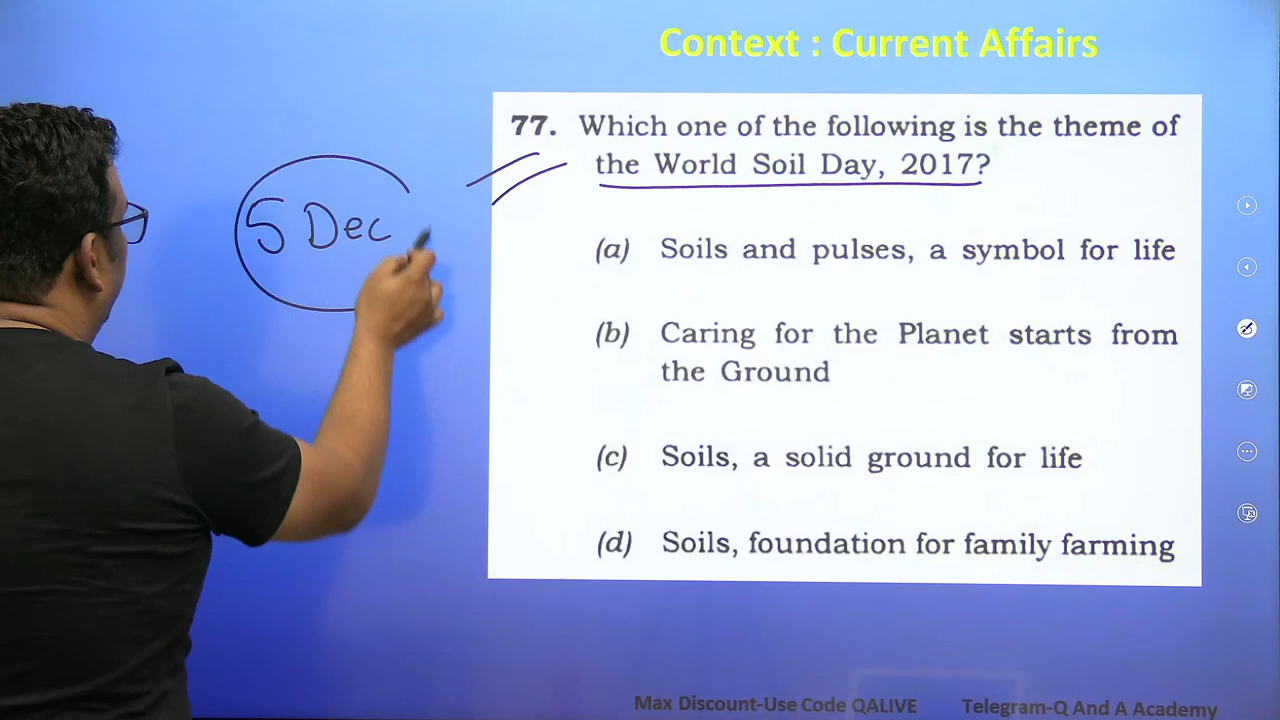 Context : Current Affairs
77. Which one of the following is the theme of
the World Soil Day, 2017?
5 Dec
(a) Soils and pulses, a symbol for life
(b) Caring for the Planet starts from
the Ground
(c) Soils, a solid ground for life
(d) Soils, foundation for family farming
Max Discount-Use Code QALIVE Telegram-Q And A Academy